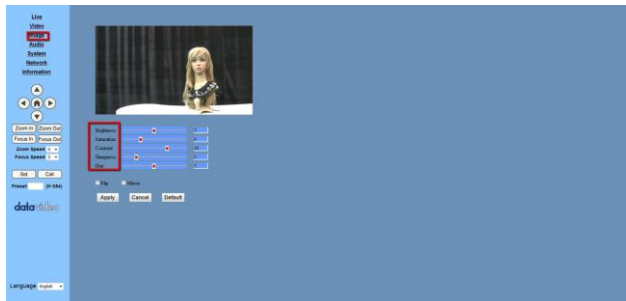 Live
Video
Image
Audio
System
Network
Information
Zoom In Zoom Out
Focus In Focus Out
Zoom Speed
Focus Speed
Set Call
Preset (0~254)
datavideo
Language English
Brightness
Saturation
Contrast
Sharpness
Hue
Flip Mirror
Apply Cancel Default